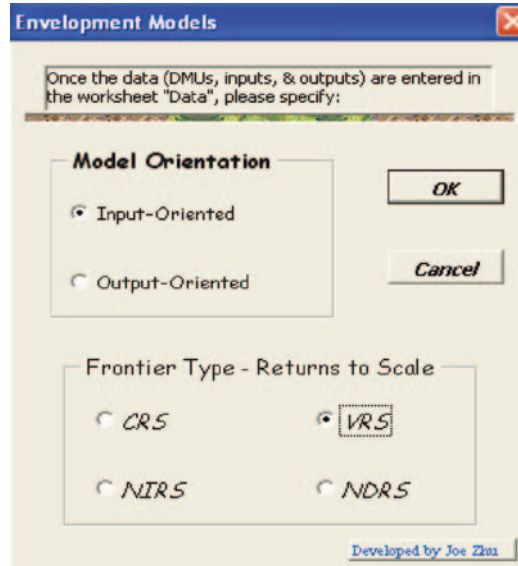 Envelopment Models
Once the data (DMUs, inputs, & outputs) are entered in
the worksheet "Data", please specify:
Model Orientation
Input-Oriented
Output-Oriented
OK
Cancel
Frontier Type - Returns to Scale
CRS
VRS
NIRS
NDRS
Developed by Joe Zhu